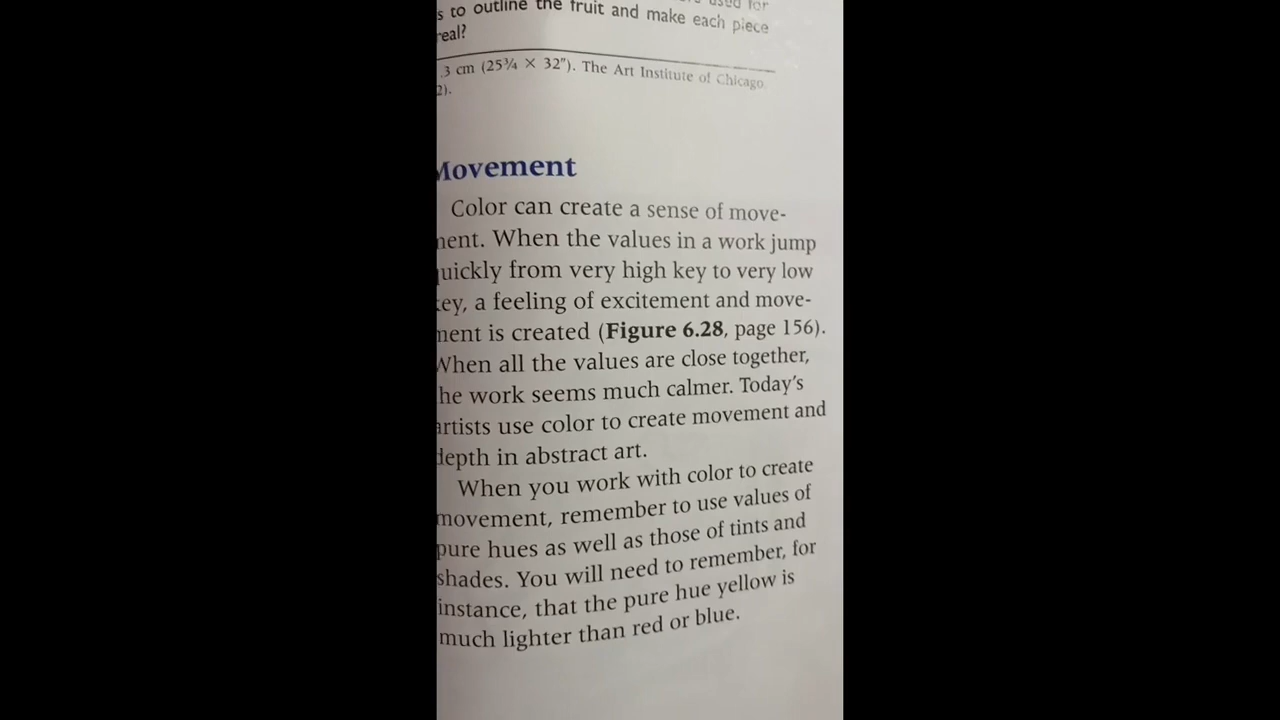 s to outline the fruit and make each piece
real?
.3 cm (25¾ × 32"). The Art Institute of Chicago.
2).
Movement
Color can create a sense of move-
ment. When the values in a work jump
quickly from very high key to very low
key, a feeling of excitement and move-
ment is created (Figure 6.28, page 156).
When all the values are close together,
he work seems much calmer. Today's
artists use color to create movement and
depth in abstract art.
When you work with color to create
movement, remember to use values of
pure hues as well as those of tints and
shades. You will need to remember, for
instance, that the pure hue yellow is
much lighter than red or blue.